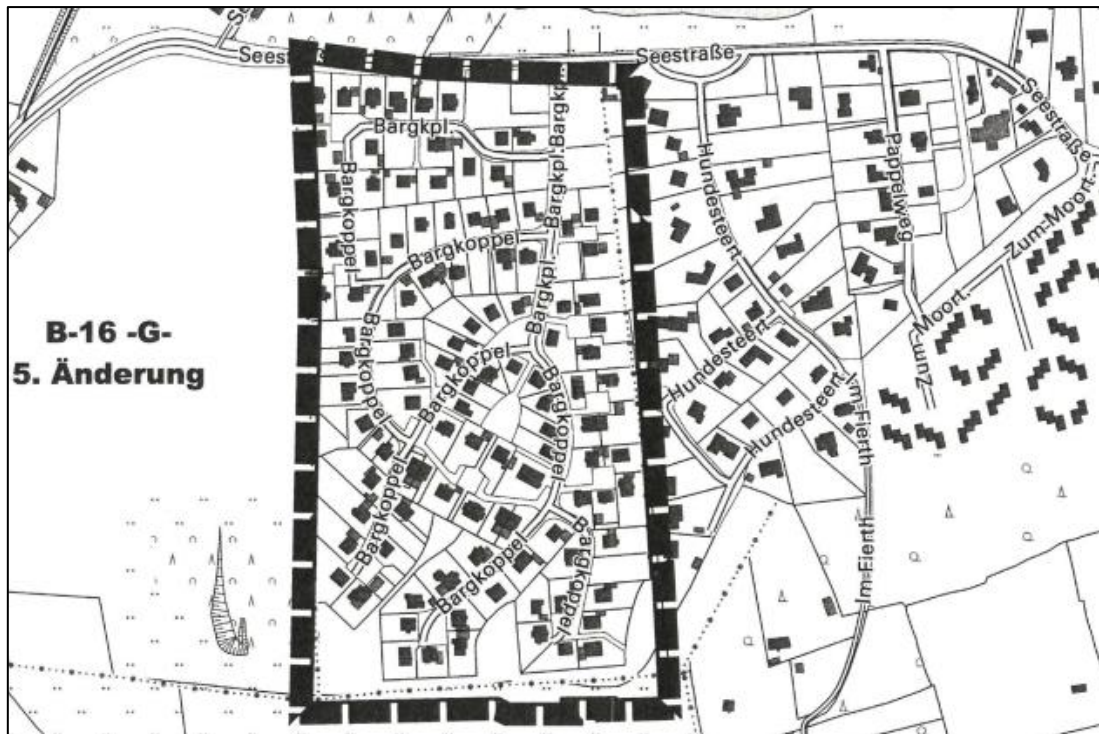 Seestraße
Seestraße
Seestraße
Bargkpl.
Bargkpl.
Bargkpl.
Bargkoppel
Bargkoppel
Bargkpl.
Bargkoppel
Bargkoppel
Bargkoppel
Bargkoppel
Bargkoppel
Bargkoppel
Hundesteert
Hundesteert
Hundesteert
Pappelweg
Zum-Moort
Zum-Moort
Im-Fierth
Im-Fierth
B-16 -G-
5. Änderung